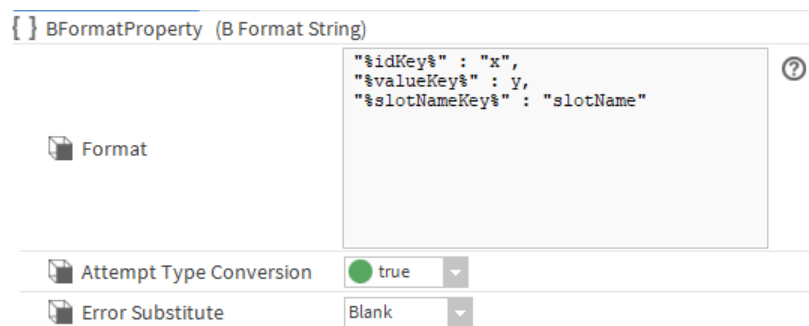 { } BFormatProperty (B Format String)
"%idKey%" : "x",
"%valueKey%" : y,
"%slotNameKey%" : "slotName"
?
Format
Attempt Type Conversion true
Error Substitute Blank